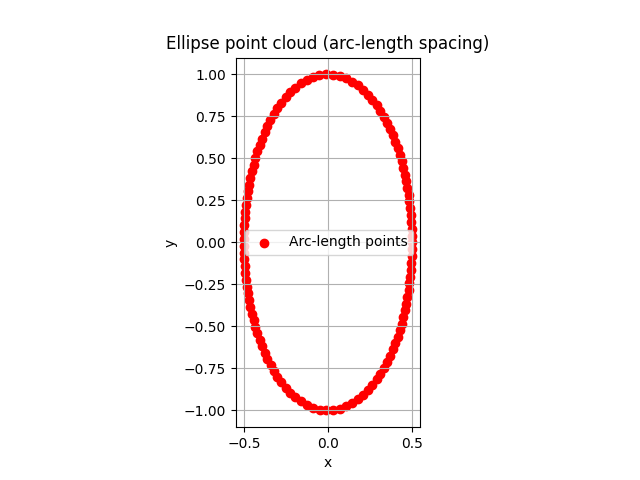 Ellipse point cloud (arc-length spacing)
1.00
0.75
0.50
0.25
0.00
−0.25
−0.50
−0.75
−1.00
y
Arc-length points
−0.5 0.0 0.5
x